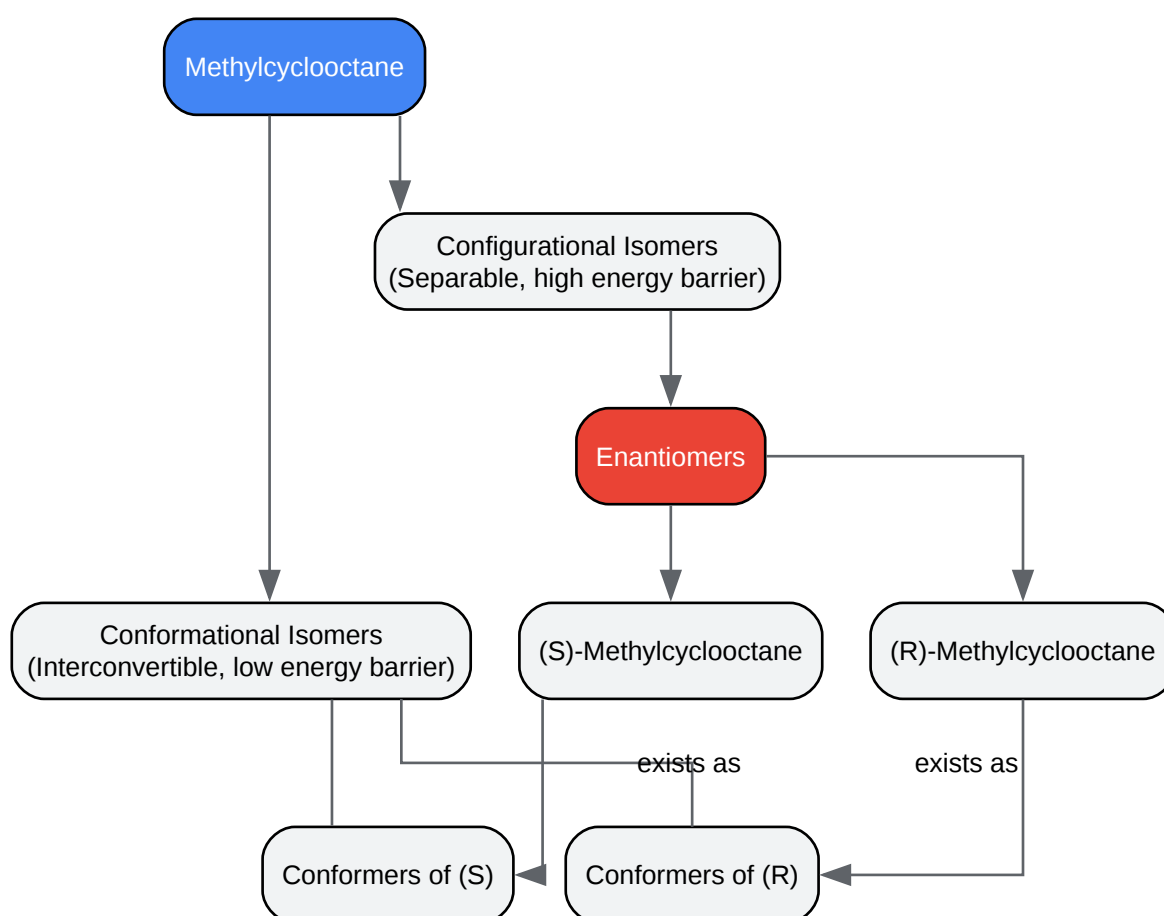 Methylcyclooctane
Configurational Isomers
(Separable, high energy barrier)
Enantiomers
Conformational Isomers
(Interconvertible, low energy barrier)
(S)-Methylcyclooctane
(R)-Methylcyclooctane
exists as
exists as
Conformers of (S)
Conformers of (R)